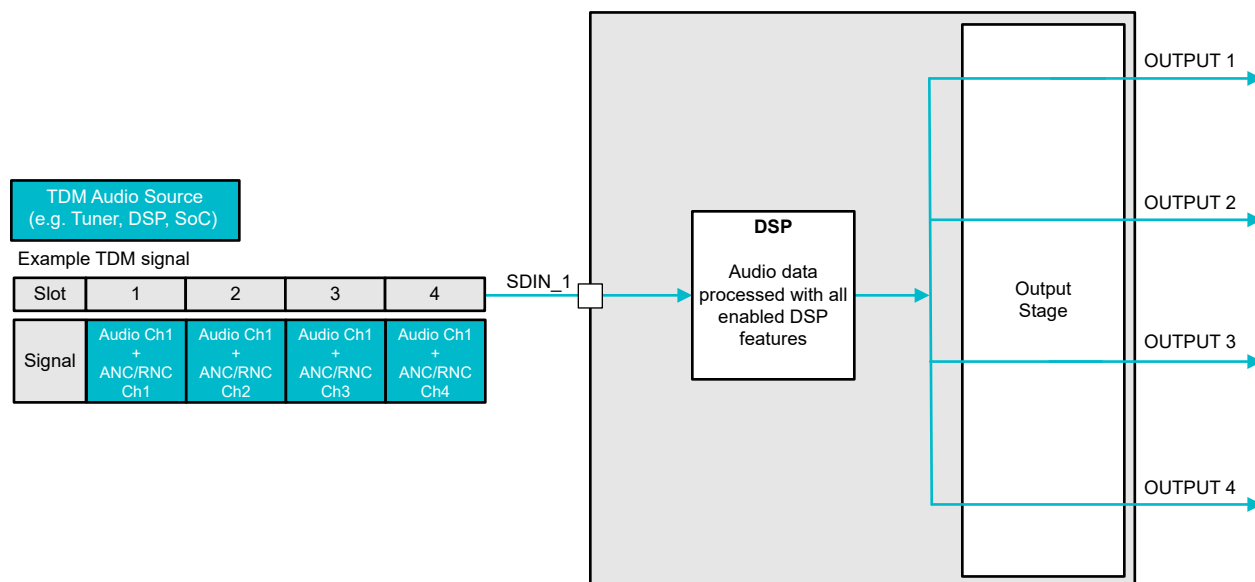 TDM Audio Source
(e.g. Tuner, DSP, SoC)
Example TDM signal
Slot 1 2 3 4
Signal
Audio Ch1
+
ANC/RNC
Ch1
Audio Ch1
+
ANC/RNC
Ch2
Audio Ch1
+
ANC/RNC
Ch3
Audio Ch1
+
ANC/RNC
Ch4
SDIN_1
DSP
Audio data
processed with all
enabled DSP
features
Output
Stage
OUTPUT 1
OUTPUT 2
OUTPUT 3
OUTPUT 4